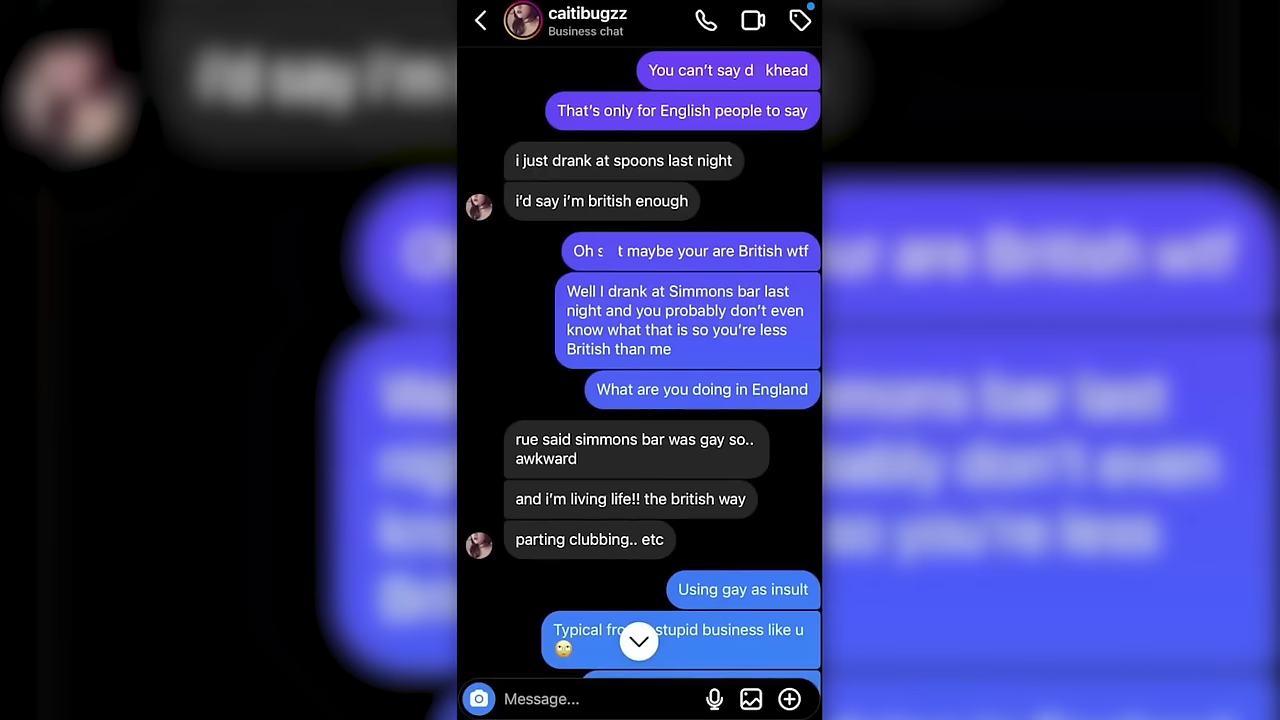 caitibugzz
Business chat
You can’t say d khead
That’s only for English people to say
i just drank at spoons last night
i’d say i’m british enough
Oh s t maybe your are British wtf
Well I drank at Simmons bar last
night and you probably don’t even
know what that is so you’re less
British than me
What are you doing in England
rue said simmons bar was gay so..
awkward
and i’m living life!! the british way
parting clubbing.. etc
Using gay as insult
Typical stupid business like u
🙄
Message...